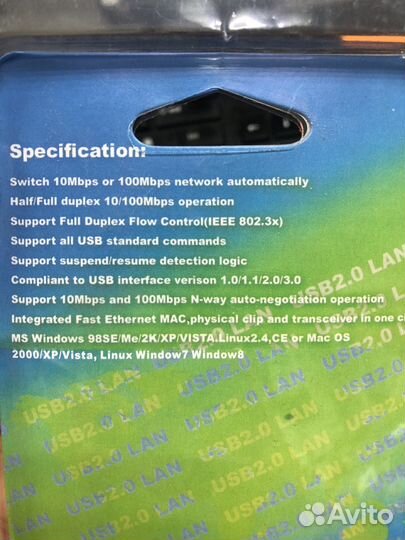 Specification:
Switch 10Mbps or 100Mbps network automatically
Half/Full duplex 10/100Mbps operation
Support Full Duplex Flow Control(IEEE 802.3x)
Support all USB standard commands
Support suspend/resume detection logic
Compliant to USB interface verison 1.0/1.1/2.0/3.0
Support 10Mbps and 100Mbps N-way auto-negotiation operation
Integrated Fast Ethernet MAC,physical clip and transceiver in one
MS Windows 98SE/Me/2K/XP/VISTA.Linux2.4,CE or Mac OS
2000/XP/Vista, Linux Window7 Window8
USB2.0 LAN
USB2.0 LAN
USB2.0 LAN
USB2.0 LAN
USB2.0 LAN
Avito